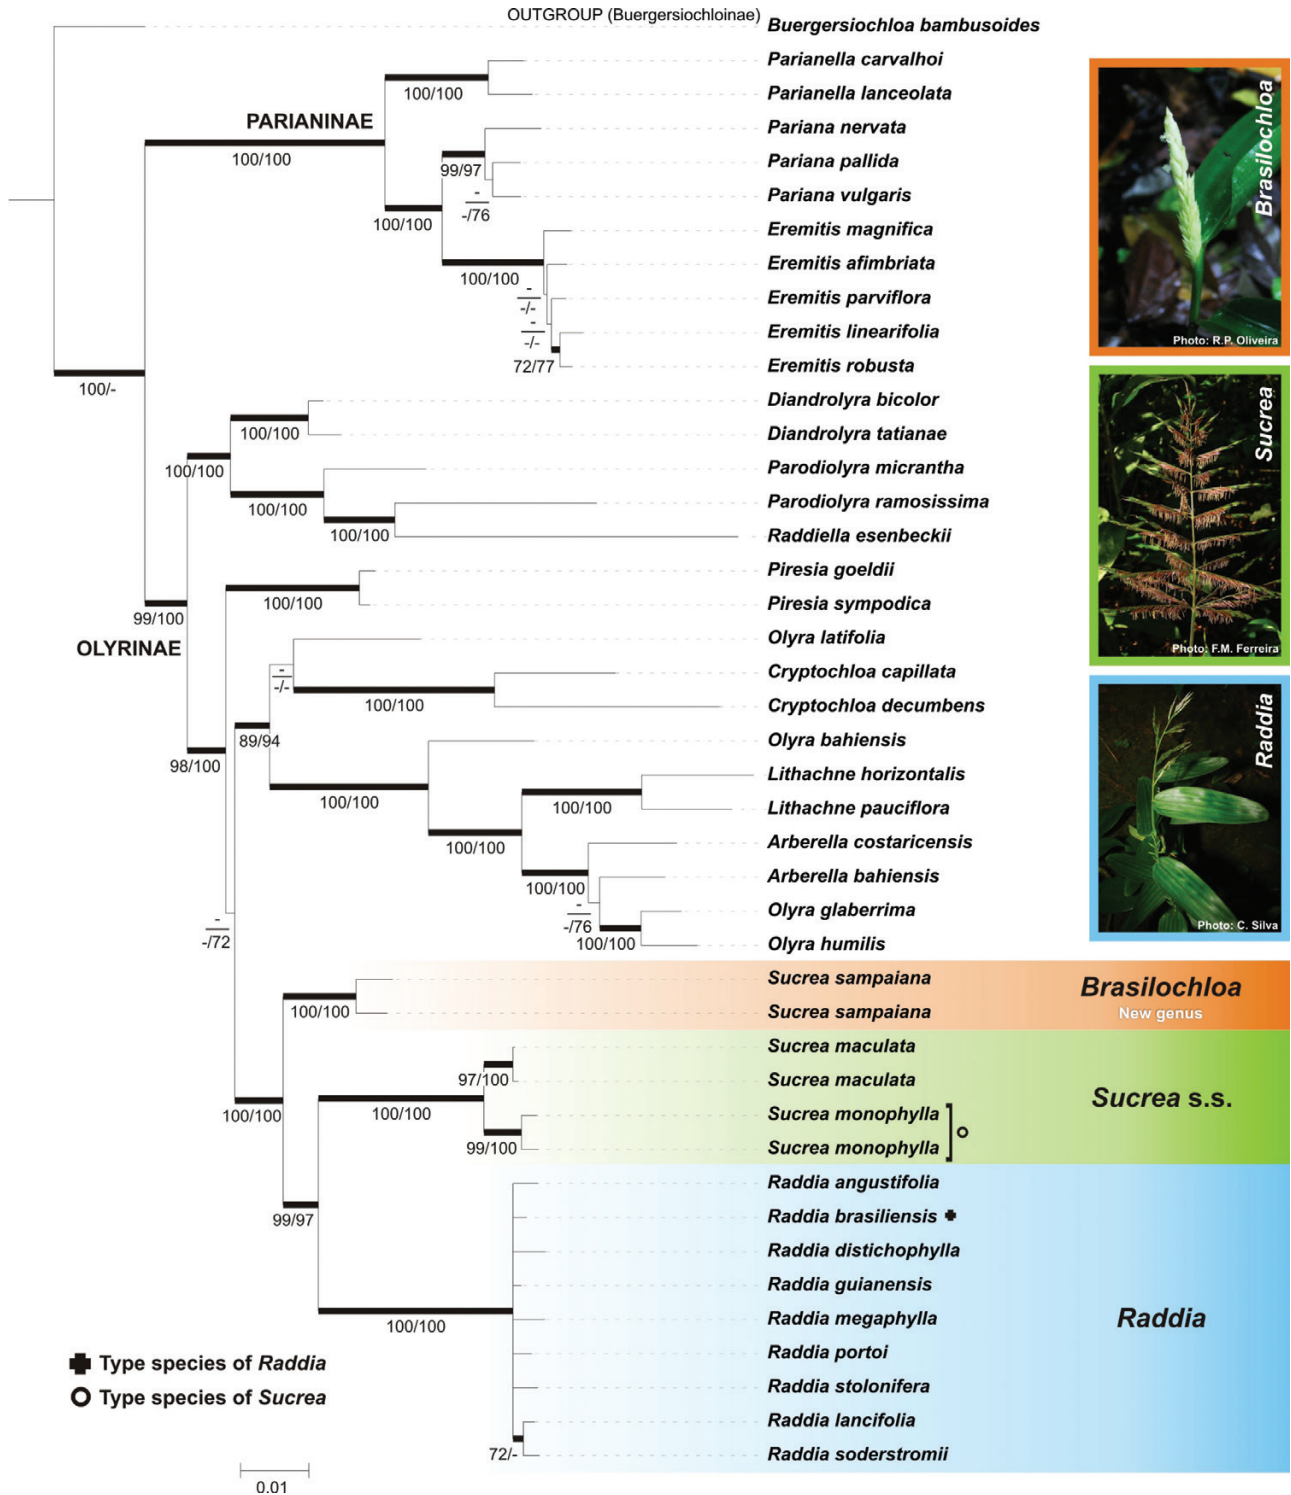 OUTGROUP (Buergersiochloinae)
Buergersiochloa bambusoides
Parianella carvalhoi
100/100
Parianella lanceolata
PARIANINAE
100/100
Pariana nervata
99/97
Pariana pallida
Pariana vulgaris
-
-/76
100/100
Eremitis magnifica
100/100
Eremitis afimbriata
-
-/-
Eremitis parviflora
-
-/-
Eremitis linearifolia
72/77
Eremitis robusta
100/-
Diandrolyra bicolor
100/100
Diandrolyra tatianae
100/100
Parodiolyra micrantha
100/100
Parodiolyra ramosissima
100/100
Raddiella esenbeckii
Piresia goeldii
100/100
Piresia sympodica
99/100
OLYRINAE
Olyra latifolia
-
-/-
Cryptochloa capillata
100/100
Cryptochloa decumbens
89/94
98/100
Olyra bahiensis
100/100
Lithachne horizontalis
100/100
Lithachne pauciflora
100/100
Arberella costaricensis
100/100
Arberella bahiensis
-
-/76
Olyra glaberrima
100/100
Olyra humilis
-
-/72
Sucrea sampaiana
100/100
Sucrea sampaiana
Sucrea maculata
97/100
Sucrea maculata
100/100
100/100
Sucrea monophylla
99/100
Sucrea monophylla
Raddia angustifolia
99/97
Raddia brasiliensis
Raddia distichophylla
Raddia guianensis
Raddia megaphylla
100/100
Raddia portoi
Raddia stolonifera
Raddia lancifolia
72/-
Raddia soderstromii
Brasilochloa
Photo: R.P. Oliveira
Sucrea
Photo: F.M. Ferreira
Raddia
Photo: C. Silva
Brasilochloa
New genus
Sucrea s.s.
Raddia
Type species of Raddia
Type species of Sucrea
0.01